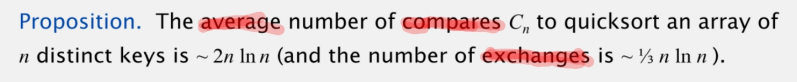 Proposition. The average number of compares Cₙ to quicksort an array of
n distinct keys is ~ 2n ln n (and the number of exchanges is ~ ⅓ n ln n ).